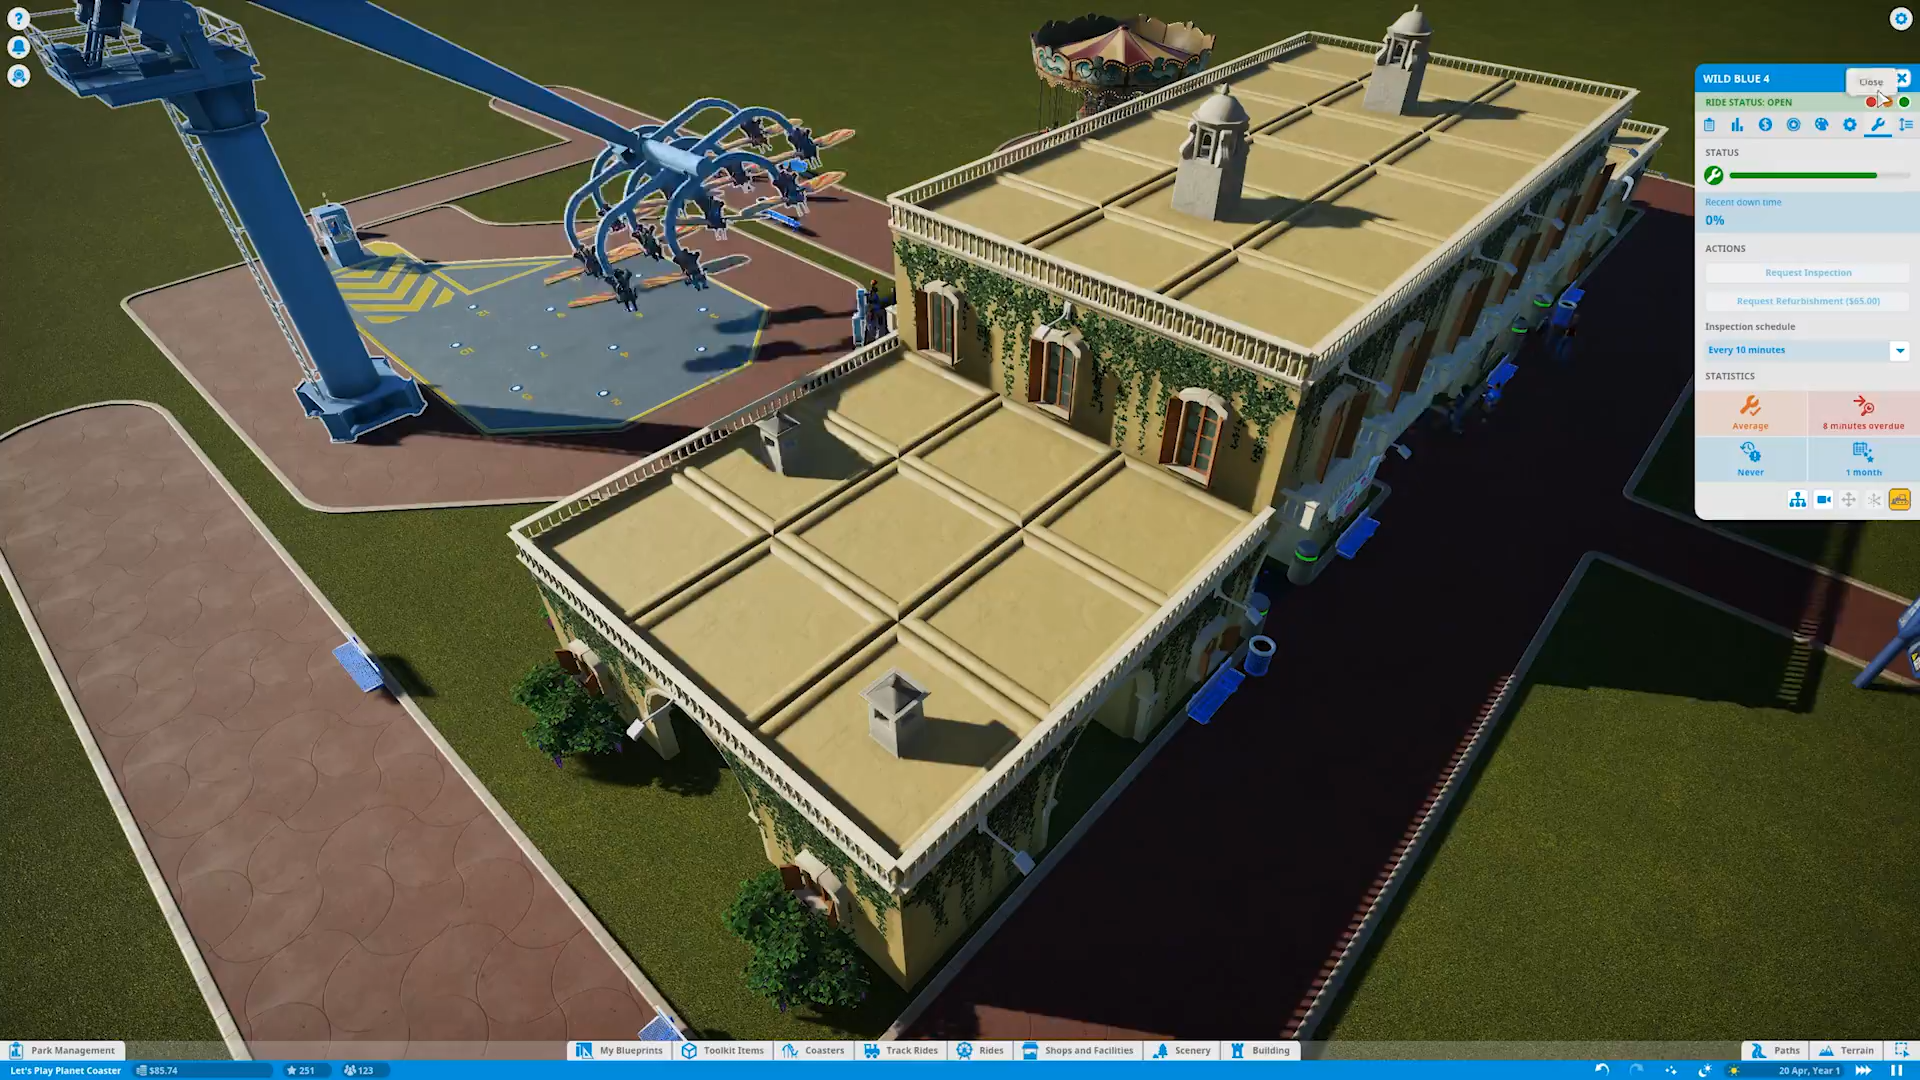 WILD BLUE 4
Close
RIDE STATUS: OPEN
STATUS
Recent down time
0%
ACTIONS
Request Inspection
Request Refurbishment ($65.00)
Inspection schedule
Every 10 minutes
STATISTICS
Average
8 minutes overdue
Never
1 month
Park Management
My Blueprints
Toolkit Items
Coasters
Track Rides
Rides
Shops and Facilities
Scenery
Building
Paths
Terrain
Let's Play Planet Coaster
$85.74
251
123
20 Apr, Year 1